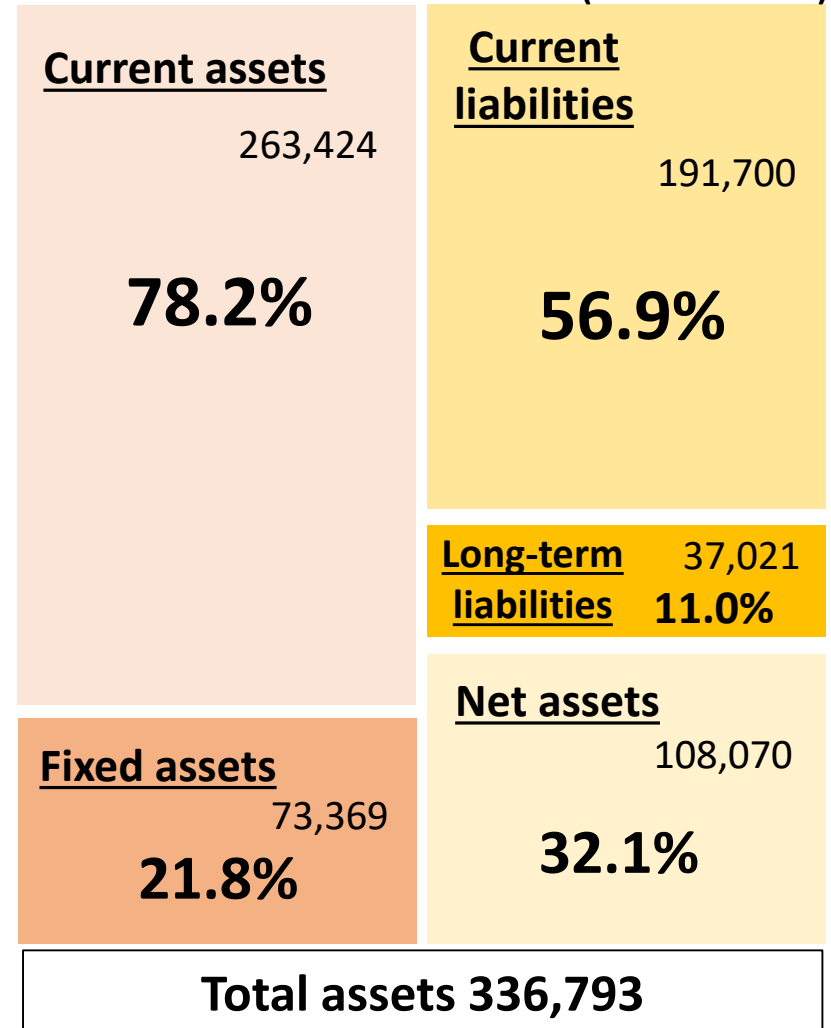 Current assets
263,424
78.2%
Fixed assets
73,369
21.8%
Current
liabilities
191,700
56.9%
Long-term 37,021
liabilities 11.0%
Net assets
108,070
32.1%
Total assets 336,793